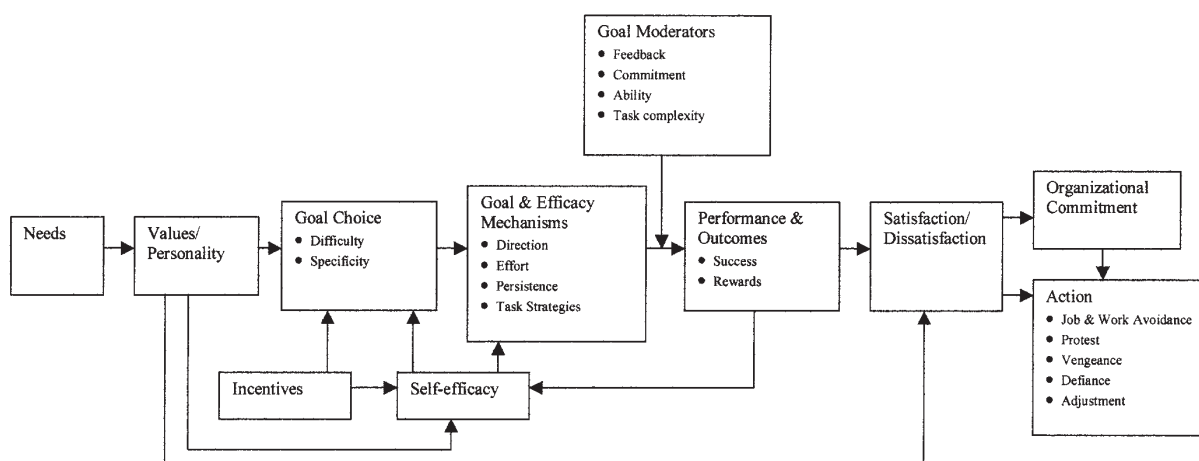 Goal Moderators
● Feedback
● Commitment
● Ability
● Task complexity
Needs
Values/
Personality
Goal Choice
● Difficulty
● Specificity
Goal & Efficacy
Mechanisms
● Direction
● Effort
● Persistence
● Task Strategies
Performance &
Outcomes
● Success
● Rewards
Satisfaction/
Dissatisfaction
Organizational
Commitment
Action
● Job & Work Avoidance
● Protest
● Vengeance
● Defiance
● Adjustment
Incentives
Self-efficacy